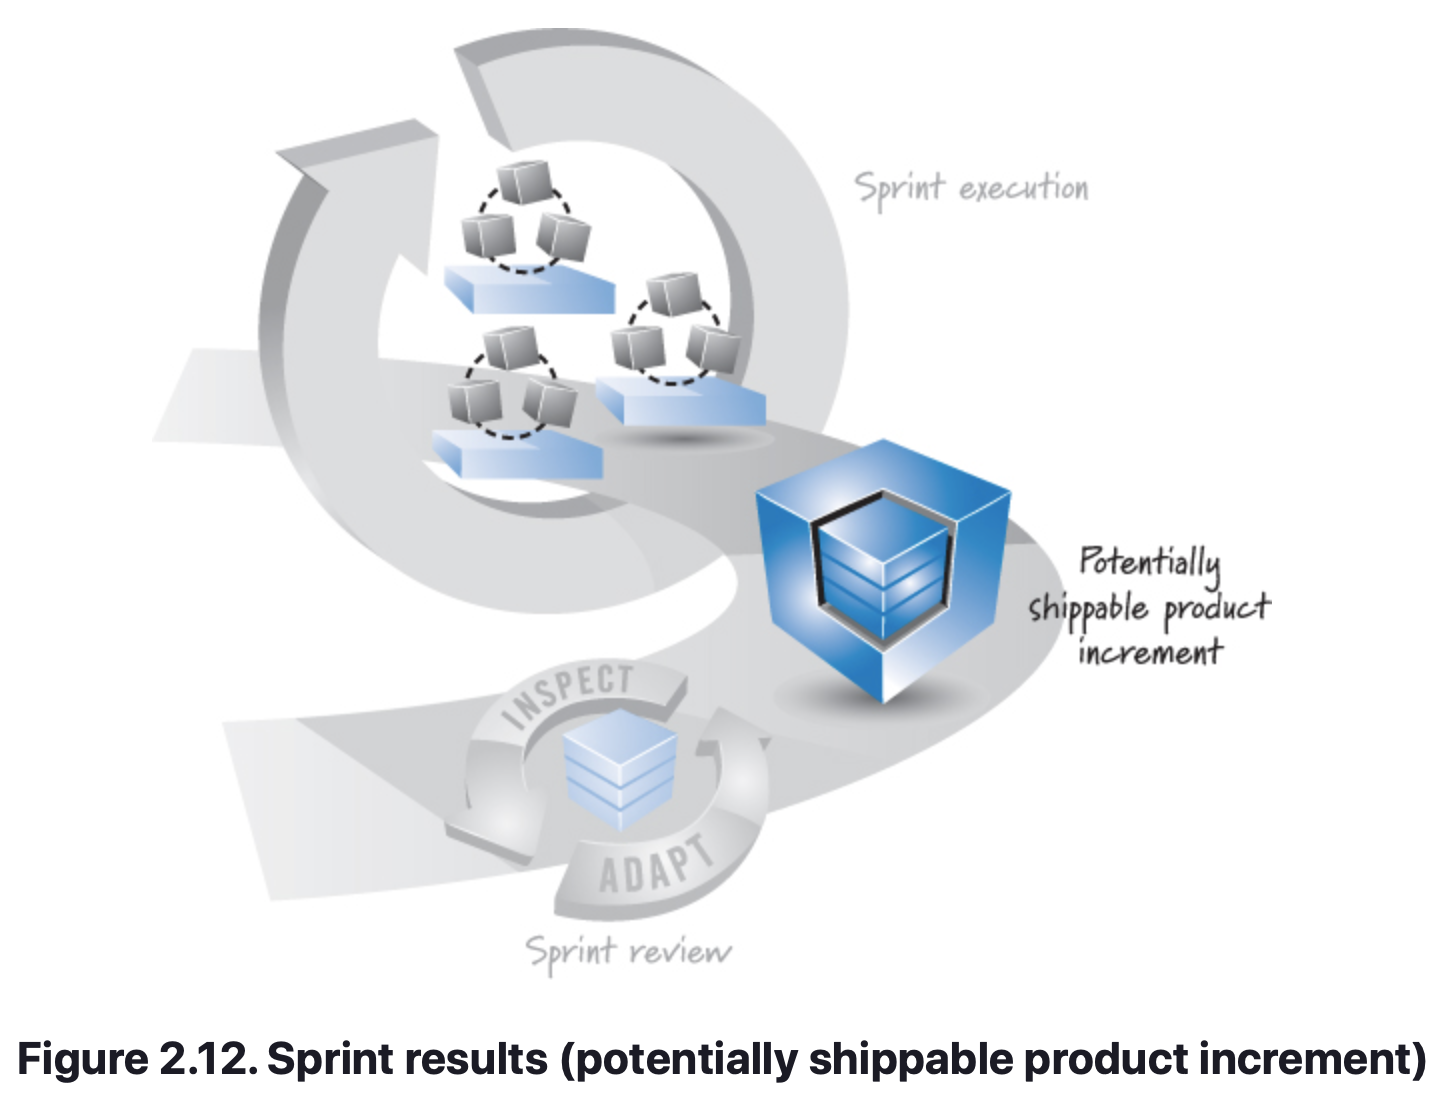 Sprint execution
Potentially
shippable product
increment
INSPECT
ADAPT
Sprint review
Figure 2.12. Sprint results (potentially shippable product increment)